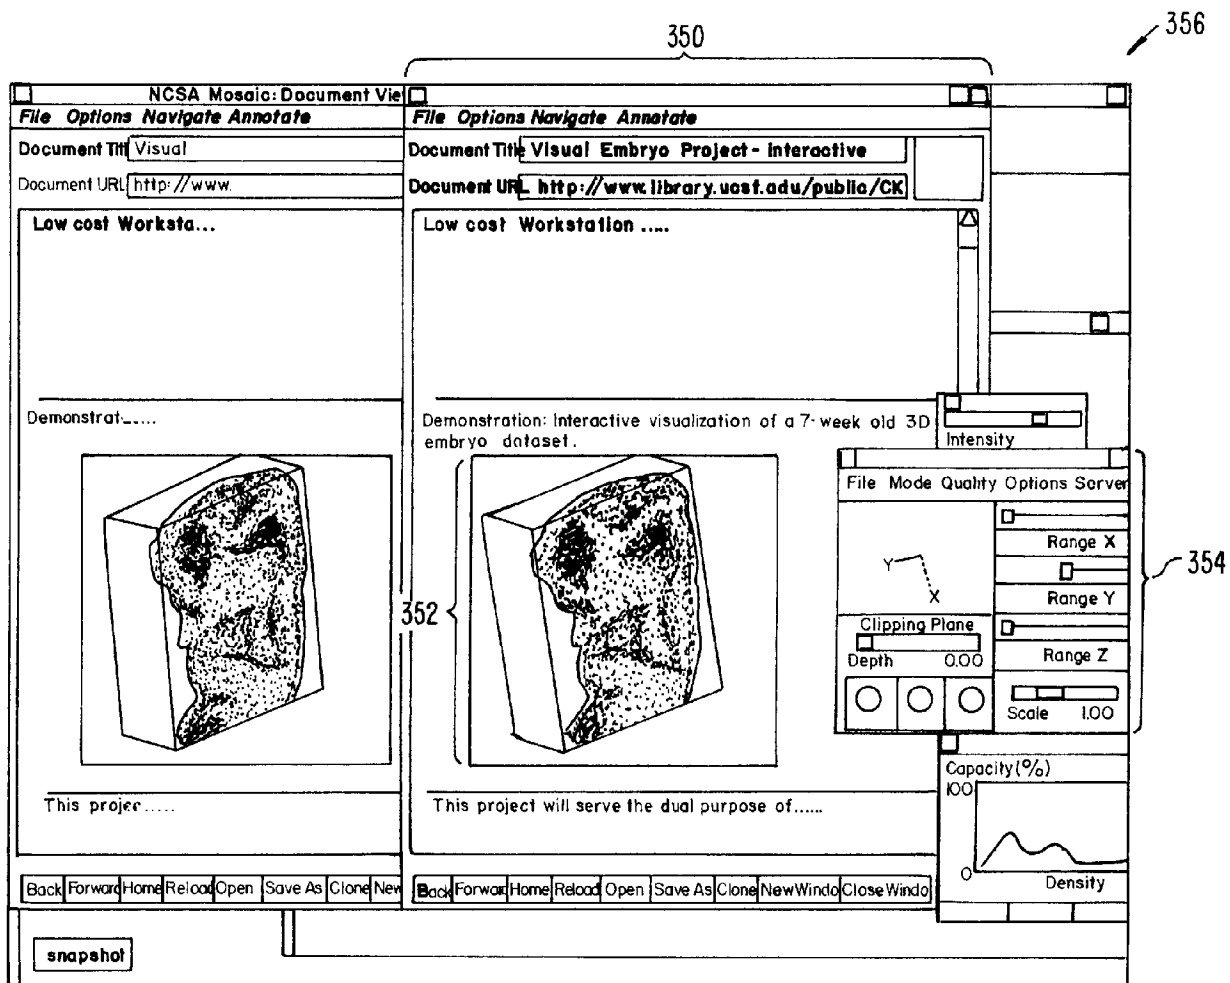 350
356
NCSA Mosaic: Document Vie
File Options Navigate Annotate
Document Titl Visual
Document URL http://www.
Low cost Worksta...
Demonstrat.....
This projec.....
Back Forward Home Reload Open Save As Clone New
snapshot
File Options Navigate Annotate
Document Title Visual Embryo Project - interactive
Document URL http://www.library.ucsf.adu/public/CK
Low cost Workstation .....
Demonstration: Interactive visualization of a 7-week old 3D
embryo dataset.
352
This project will serve the dual purpose of......
Back Forward Home Reload Open Save As Clone New Windo Close Windo
Intensity
File Mode Quality Options Server
Y
X
Range X
Range Y
Range Z
Clipping Plane
Depth 0.00
Scale 1.00
354
Capacity (%)
100
0
Density